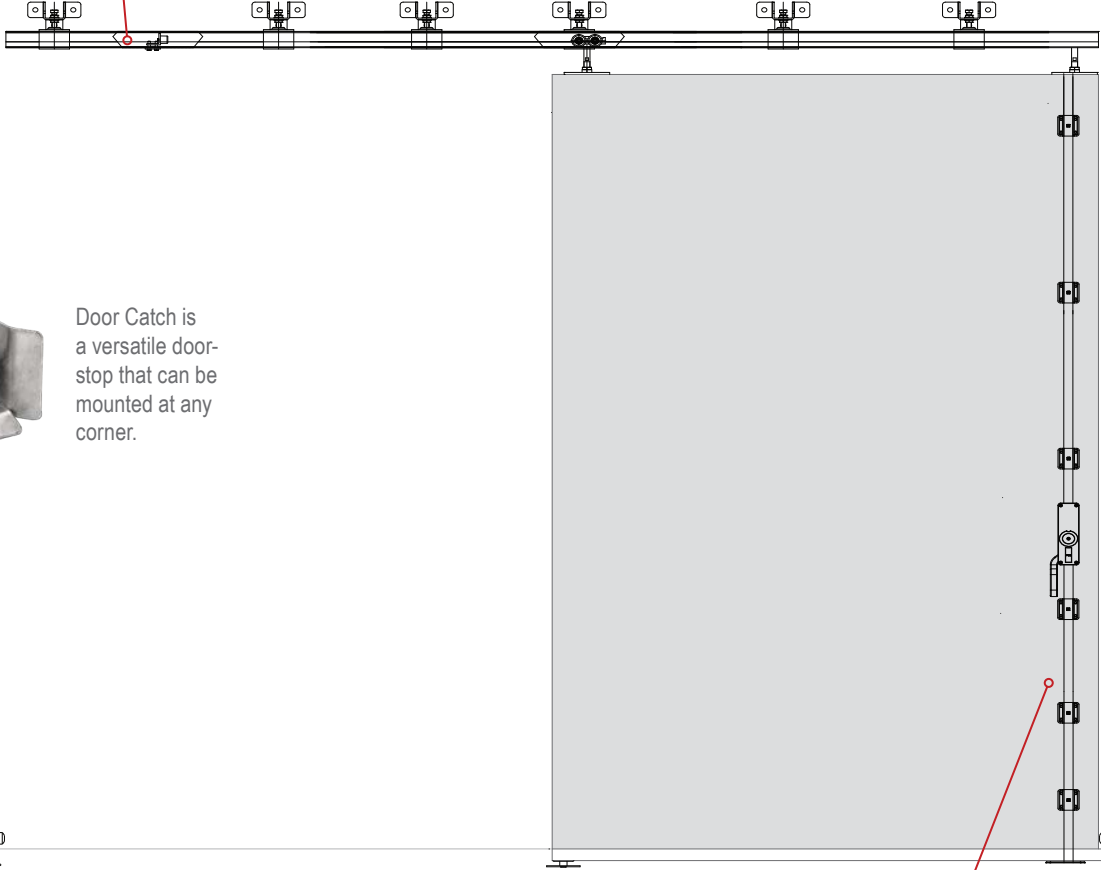 Door Catch is
a versatile door-
stop that can be
mounted at any
corner.